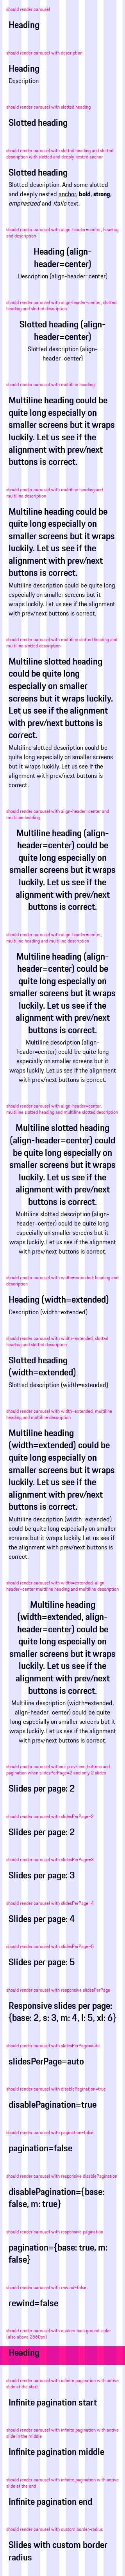 should render carousel
Heading
should render carousel with description
Heading
Description
should render carousel with slotted heading
Slotted heading
should render carousel with slotted heading and slotted
description with slotted and deeply nested anchor
Slotted heading
Slotted description. And some slotted
and deeply nested anchor, bold, strong,
emphasized and italic text.
should render carousel with align-header=center, heading
and description
Heading (align-
header=center)
Description (align-header=center)
should render carousel with align-header=center, slotted
heading and slotted description
Slotted heading (align-
header=center)
Slotted description (align-
header=center)
should render carousel with multiline heading
Multiline heading could be
quite long especially on
smaller screens but it wraps
luckily. Let us see if the
alignment with prev/next
buttons is correct.
should render carousel with multiline heading and
multiline description
Multiline heading could be
quite long especially on
smaller screens but it wraps
luckily. Let us see if the
alignment with prev/next
buttons is correct.
Multiline description could be quite long
especially on smaller screens but it
wraps luckily. Let us see if the alignment
with prev/next buttons is correct.
should render carousel with multiline slotted heading and
multiline slotted description
Multiline slotted heading
could be quite long
especially on smaller
screens but it wraps luckily.
Let us see if the alignment
with prev/next buttons is
correct.
Multiline slotted description could be
quite long especially on smaller screens
but it wraps luckily. Let us see if the
alignment with prev/next buttons is
correct.
should render carousel with align-header=center and
multiline heading
Multiline heading (align-
header=center) could be
quite long especially on
smaller screens but it wraps
luckily. Let us see if the
alignment with prev/next
buttons is correct.
should render carousel with align-header=center,
multiline heading and multiline description
Multiline heading (align-
header=center) could be
quite long especially on
smaller screens but it wraps
luckily. Let us see if the
alignment with prev/next
buttons is correct.
Multiline description (align-
header=center) could be quite long
especially on smaller screens but it
wraps luckily. Let us see if the alignment
with prev/next buttons is correct.
should render carousel with align-header=center,
multiline slotted heading and multiline slotted description
Multiline slotted heading
(align-header=center) could
be quite long especially on
smaller screens but it wraps
luckily. Let us see if the
alignment with prev/next
buttons is correct.
Multiline slotted description (align-
header=center) could be quite long
especially on smaller screens but it
wraps luckily. Let us see if the alignment
with prev/next buttons is correct.
should render carousel with width=extended, heading and
description
Heading (width=extended)
Description (width=extended)
should render carousel with width=extended, slotted
heading and slotted description
Slotted heading
(width=extended)
Slotted description (width=extended)
should render carousel with width=extended, multiline
heading and multiline description
Multiline heading
(width=extended) could be
quite long especially on
smaller screens but it wraps
luckily. Let us see if the
alignment with prev/next
buttons is correct.
Multiline description (width=extended)
could be quite long especially on smaller
screens but it wraps luckily. Let us see if
the alignment with prev/next buttons is
correct.
should render carousel with width=extended, align-
header=center multiline heading and multiline description
Multiline heading
(width=extended, align-
header=center) could be
quite long especially on
smaller screens but it wraps
luckily. Let us see if the
alignment with prev/next
buttons is correct.
Multiline description (width=extended,
align-header=center) could be quite
long especially on smaller screens but it
wraps luckily. Let us see if the alignment
with prev/next buttons is correct.
should render carousel without prev/next buttons and
pagination when slidesPerPage=2 and only 2 slides
Slides per page: 2
should render carousel with slidesPerPage=2
Slides per page: 2
should render carousel with slidesPerPage=3
Slides per page: 3
should render carousel with slidesPerPage=4
Slides per page: 4
should render carousel with slidesPerPage=5
Slides per page: 5
should render carousel with responsive slidesPerPage
Responsive slides per page:
{base: 2, s: 3, m: 4, l: 5, xl: 6}
should render carousel with slidesPerPage=auto
slidesPerPage=auto
should render carousel with disablePagination=true
disablePagination=true
should render carousel with pagination=false
pagination=false
should render carousel with responsive disablePagination
disablePagination={base:
false, m: true}
should render carousel with responsive pagination
pagination={base: true, m:
false}
should render carousel with rewind=false
rewind=false
should render carousel with custom background-color
(also above 2560px)
Heading
should render carousel with infinite pagination with active
slide at the start
Infinite pagination start
should render carousel with infinite pagination with active
slide in the middle
Infinite pagination middle
should render carousel with infinite pagination with active
slide at the end
Infinite pagination end
should render carousel with custom border-radius
Slides with custom border
radius